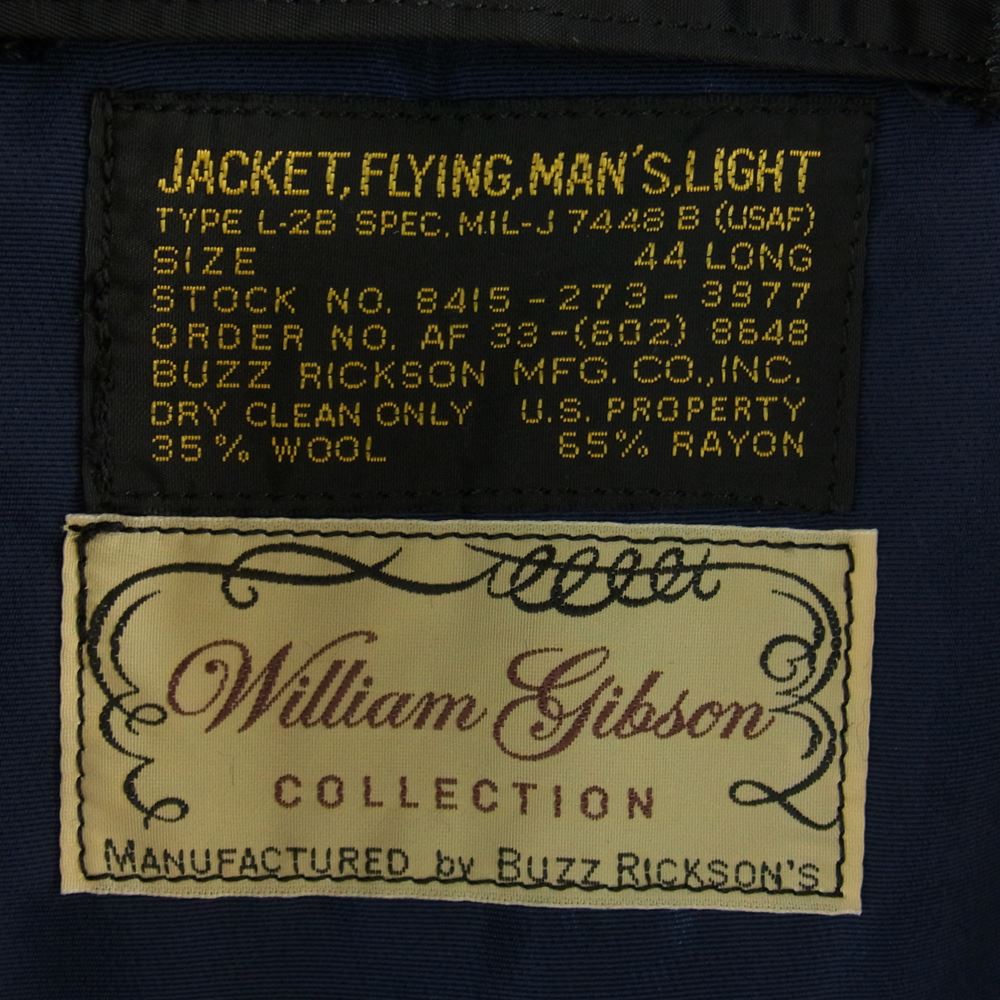 JACKET, FLYING, MAN'S, LIGHT
TYPE L-2B SPEC. MIL-J 7448 B (USAF)
SIZE 44 LONG
STOCK NO. 8415-273-3977
ORDER NO. AF 33-(602) 8648
BUZZ RICKSON MFG. CO., INC.
DRY CLEAN ONLY U.S. PROPERTY
35% WOOL 65% RAYON
William Gibson
COLLECTION
MANUFACTURED by BUZZ RICKSON'S